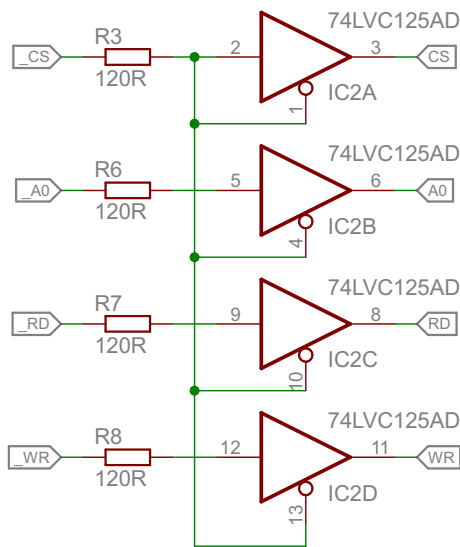 74LVC125AD
R3
_CS
2
3
CS
120R
1
IC2A
74LVC125AD
R6
_A0
5
6
A0
120R
4
IC2B
74LVC125AD
R7
_RD
9
8
RD
120R
10
IC2C
74LVC125AD
R8
_WR
12
11
WR
120R
13
IC2D